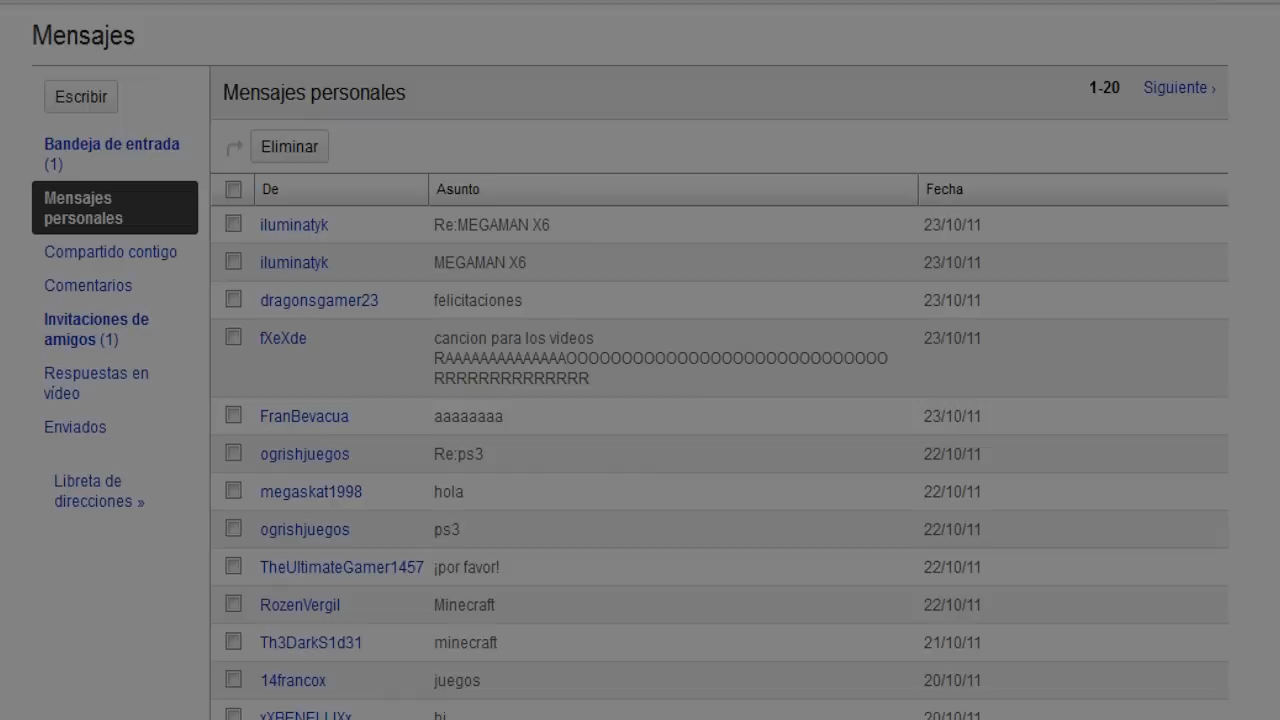 Mensajes
Escribir
Bandeja de entrada
(1)
Mensajes
personales
Compartido contigo
Comentarios
Invitaciones de
amigos (1)
Respuestas en
vídeo
Enviados
Libreta de
direcciones »
Mensajes personales
1-20 Siguiente ›
Eliminar
De Asunto Fecha
iluminatyk Re:MEGAMAN X6 23/10/11
iluminatyk MEGAMAN X6 23/10/11
dragonsgamer23 felicitaciones 23/10/11
fXeXde cancion para los videos 23/10/11
RAAAAAAAAAAAAAAOOOOOOOOOOOOOOOOOOOOOOOOOOOOO
RRRRRRRRRRRRRR
FranBevacua aaaaaaaa 23/10/11
ogrishjuegos Re:ps3 22/10/11
megaskat1998 hola 22/10/11
ogrishjuegos ps3 22/10/11
TheUltimateGamer1457 ¡por favor! 22/10/11
RozenVergil Minecraft 22/10/11
Th3DarkS1d31 minecraft 21/10/11
14francox juegos 20/10/11
hi 20/10/11